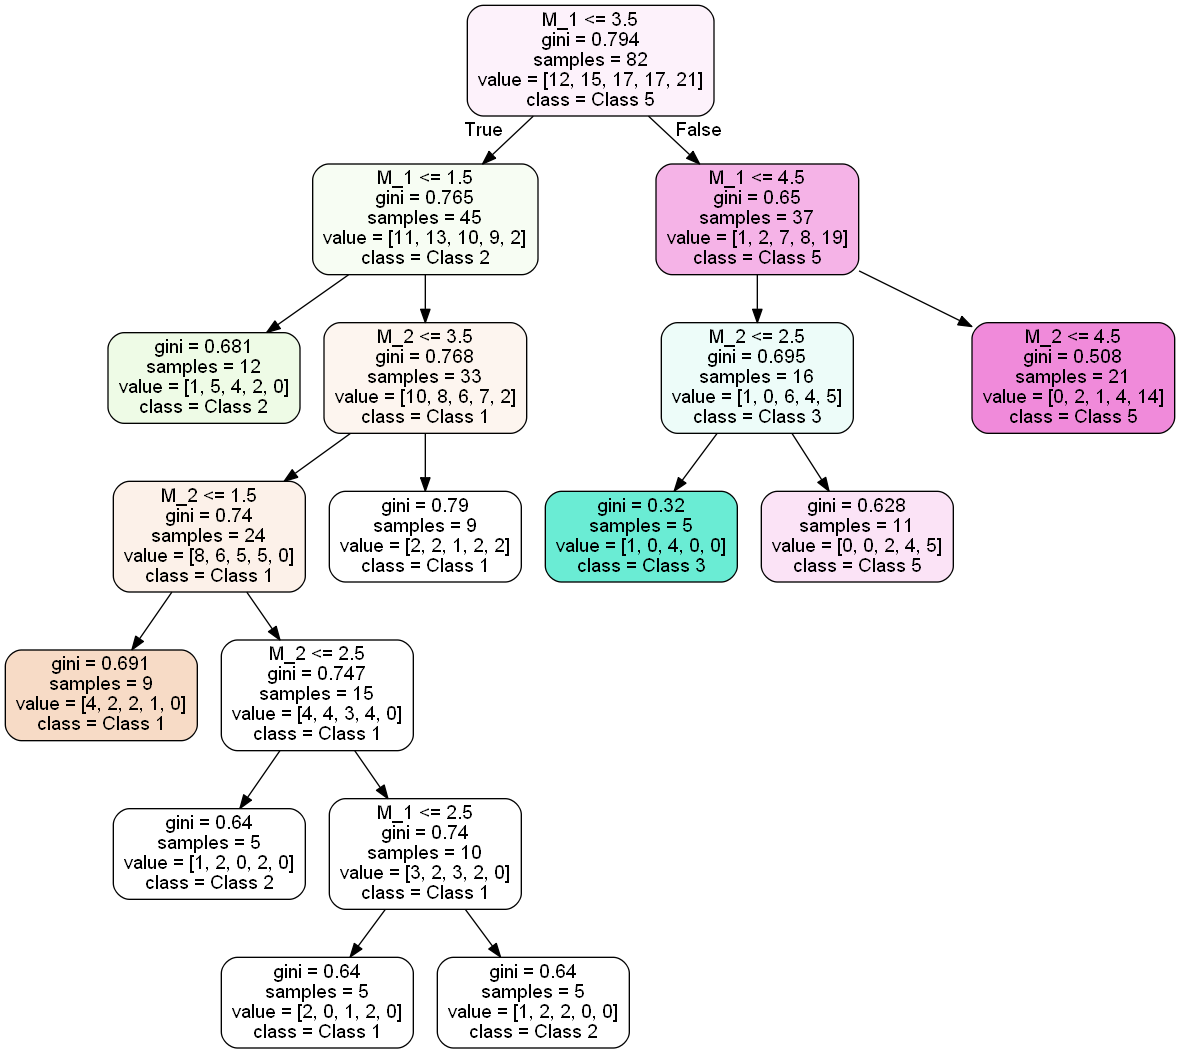 M_1 <= 3.5
gini = 0.794
samples = 82
value = [12, 15, 17, 17, 21]
class = Class 5
True
False
M_1 <= 1.5
gini = 0.765
samples = 45
value = [11, 13, 10, 9, 2]
class = Class 2
M_1 <= 4.5
gini = 0.65
samples = 37
value = [1, 2, 7, 8, 19]
class = Class 5
gini = 0.681
samples = 12
value = [1, 5, 4, 2, 0]
class = Class 2
M_2 <= 3.5
gini = 0.768
samples = 33
value = [10, 8, 6, 7, 2]
class = Class 1
M_2 <= 2.5
gini = 0.695
samples = 16
value = [1, 0, 6, 4, 5]
class = Class 3
M_2 <= 4.5
gini = 0.508
samples = 21
value = [0, 2, 1, 4, 14]
class = Class 5
M_2 <= 1.5
gini = 0.74
samples = 24
value = [8, 6, 5, 5, 0]
class = Class 1
gini = 0.79
samples = 9
value = [2, 2, 1, 2, 2]
class = Class 1
gini = 0.32
samples = 5
value = [1, 0, 4, 0, 0]
class = Class 3
gini = 0.628
samples = 11
value = [0, 0, 2, 4, 5]
class = Class 5
gini = 0.691
samples = 9
value = [4, 2, 2, 1, 0]
class = Class 1
M_2 <= 2.5
gini = 0.747
samples = 15
value = [4, 4, 3, 4, 0]
class = Class 1
gini = 0.64
samples = 5
value = [1, 2, 0, 2, 0]
class = Class 2
M_1 <= 2.5
gini = 0.74
samples = 10
value = [3, 2, 3, 2, 0]
class = Class 1
gini = 0.64
samples = 5
value = [2, 0, 1, 2, 0]
class = Class 1
gini = 0.64
samples = 5
value = [1, 2, 2, 0, 0]
class = Class 2